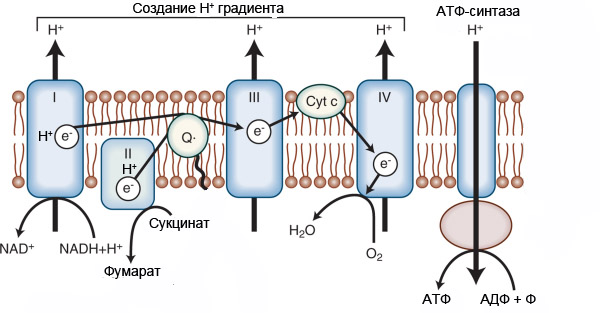 Создание H⁺ градиента
АТФ-синтаза
H⁺
H⁺
H⁺
H⁺
I
III
Cyt c
IV
H⁺
e⁻
Q·
e⁻
II
H⁺
e⁻
e⁻
NAD⁺
NADH+H⁺
Сукцинат
Фумарат
H₂O
O₂
АТФ
АДФ + Ф